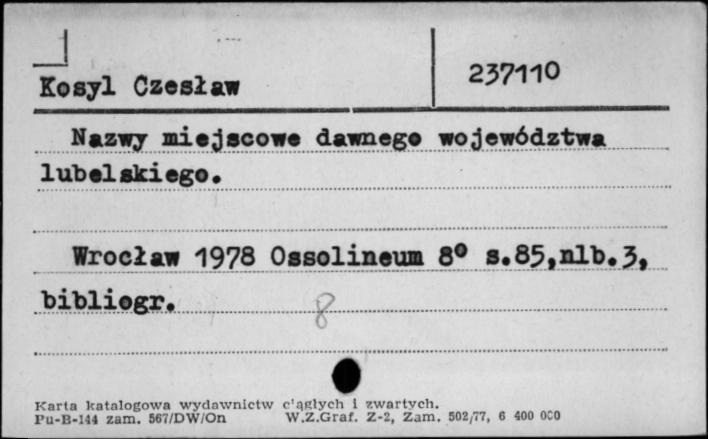 Kosyl Czesław
237110
Nazwy miejscowe dawnego województwa
lubelskiego.
Wrocław 1978 Ossolineum 8º s.85,nlb.3,
bibliogr.
8
Karta katalogowa wydawnictw ciągłych i zwartych.
Pu-B-144 zam. 567/DW/On W.Z.Graf. Z-2, Zam. 502/77, 6 400 000